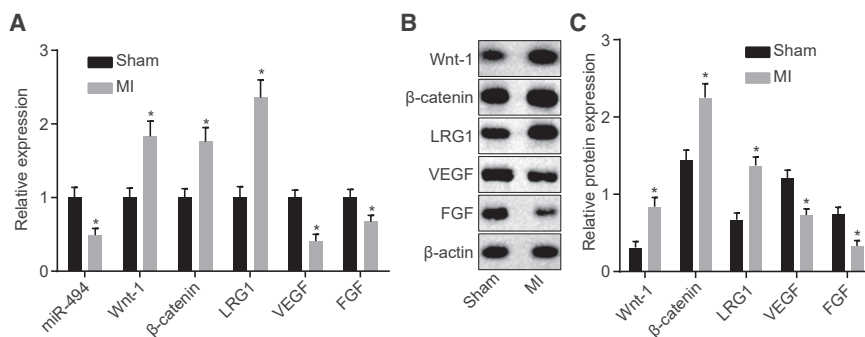 A
Relative expression
3
2
1
0
Sham
MI
*
*
*
*
*
*
miR-494
Wnt-1
β-catenin
LRG1
VEGF
FGF
B
Wnt-1
β-catenin
LRG1
VEGF
FGF
β-actin
Sham
MI
C
Relative protein expression
3
2
1
0
Sham
MI
*
*
*
*
*
Wnt-1
β-catenin
LRG1
VEGF
FGF